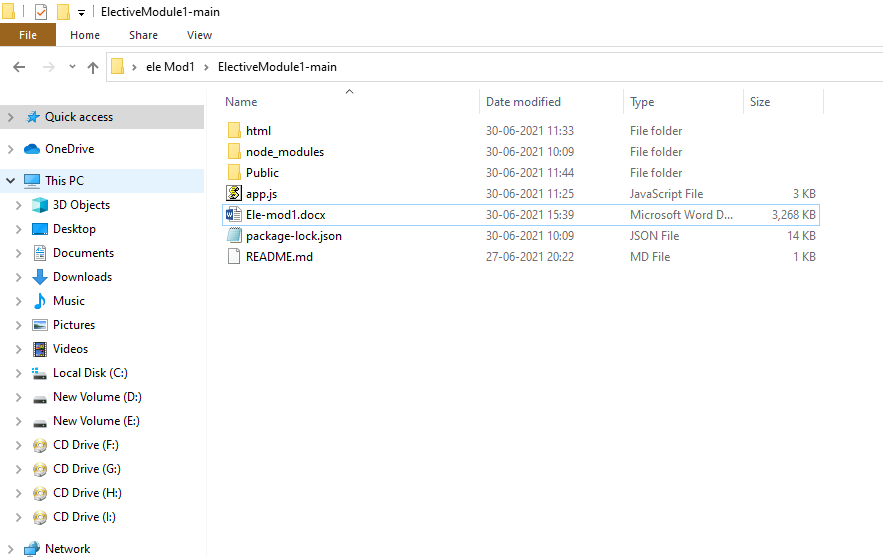 ElectiveModule1-main
File Home Share View
ele Mod1 ElectiveModule1-main
Name Date modified Type Size
html 30-06-2021 11:33 File folder
node_modules 30-06-2021 10:09 File folder
Public 30-06-2021 11:44 File folder
app.js 30-06-2021 11:25 JavaScript File 3 KB
Ele-mod1.docx 30-06-2021 15:39 Microsoft Word D... 3,268 KB
package-lock.json 30-06-2021 10:09 JSON File 14 KB
README.md 27-06-2021 20:22 MD File 1 KB
Quick access
OneDrive
This PC
3D Objects
Desktop
Documents
Downloads
Music
Pictures
Videos
Local Disk (C:)
New Volume (D:)
New Volume (E:)
CD Drive (F:)
CD Drive (G:)
CD Drive (H:)
CD Drive (I:)
Network